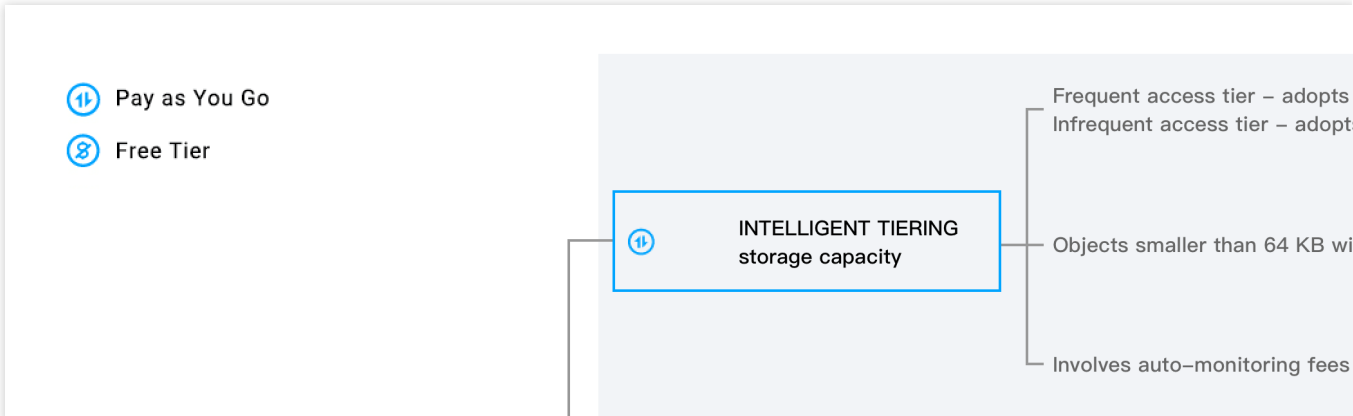 Pay as You Go
Free Tier
Frequent access tier – adopts
Infrequent access tier – adopts
INTELLIGENT TIERING
storage capacity
Objects smaller than 64 KB wi
Involves auto–monitoring fees